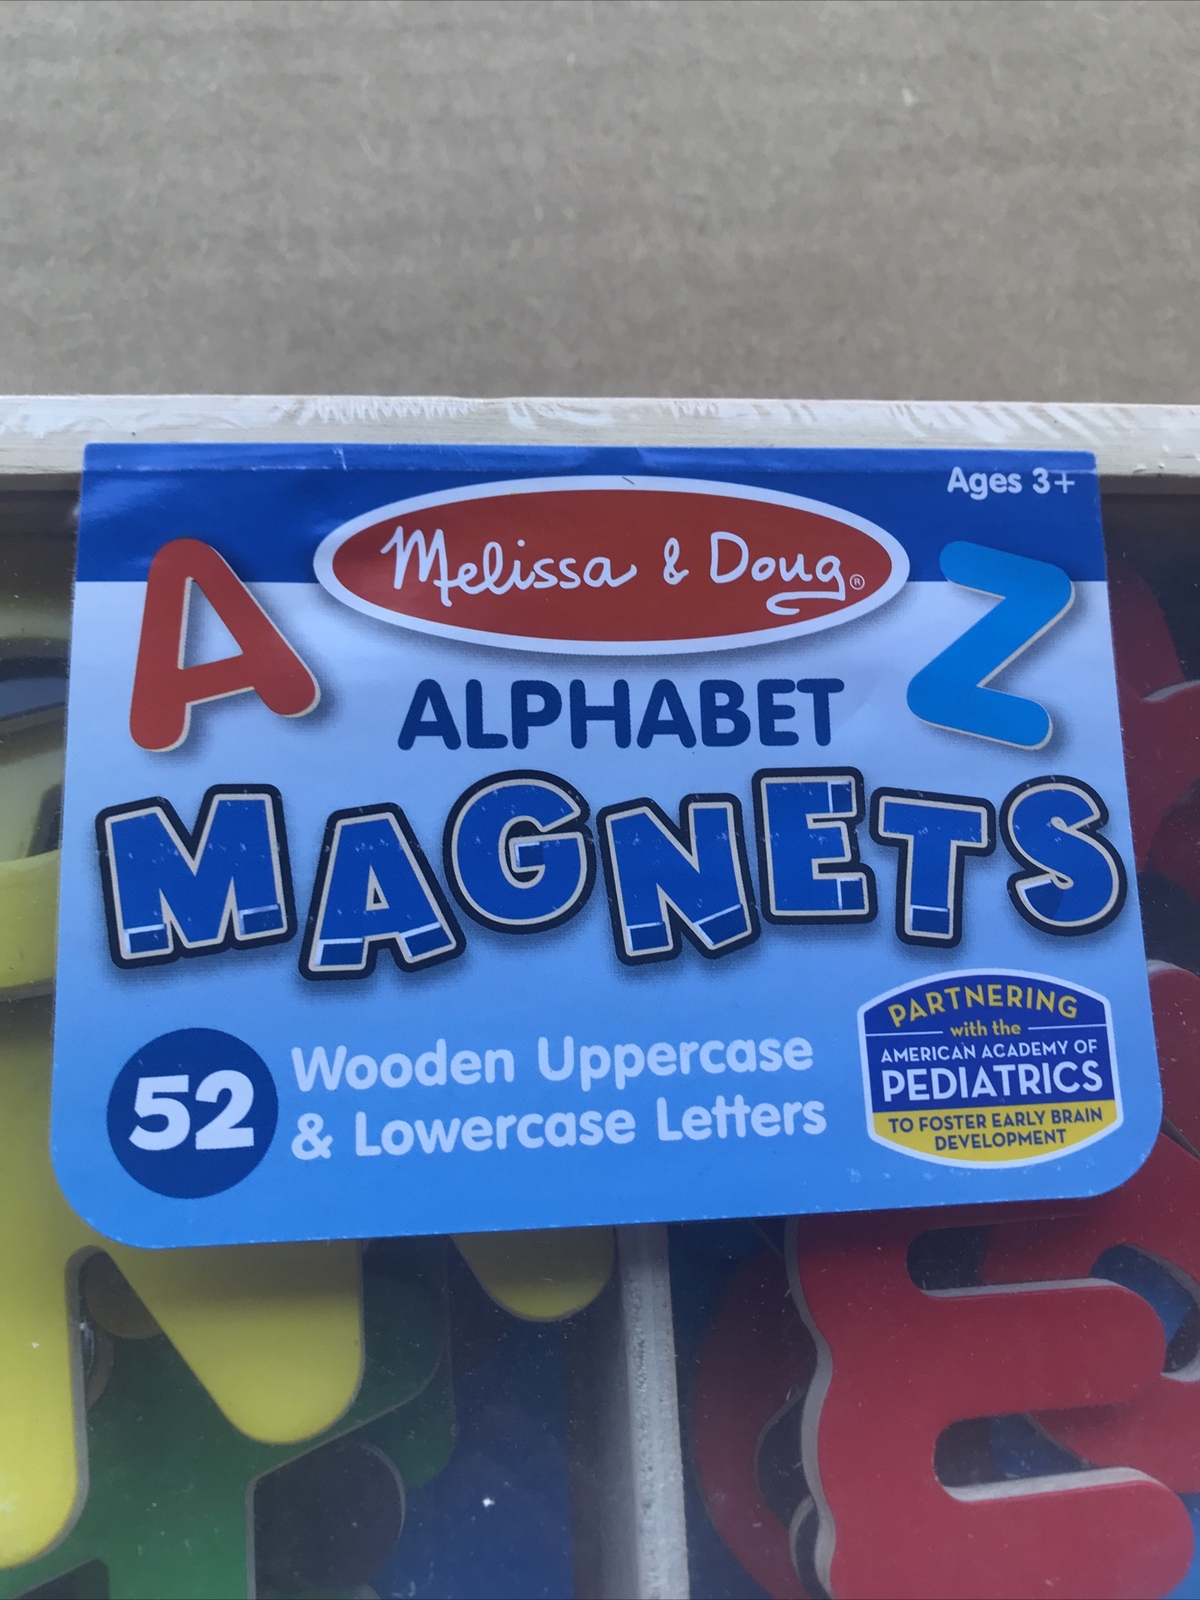 Ages 3+
Melissa & Doug®
A
Z
ALPHABET
MAGNETS
52
Wooden Uppercase
& Lowercase Letters
PARTNERING
with the
AMERICAN ACADEMY OF
PEDIATRICS
TO FOSTER EARLY BRAIN
DEVELOPMENT